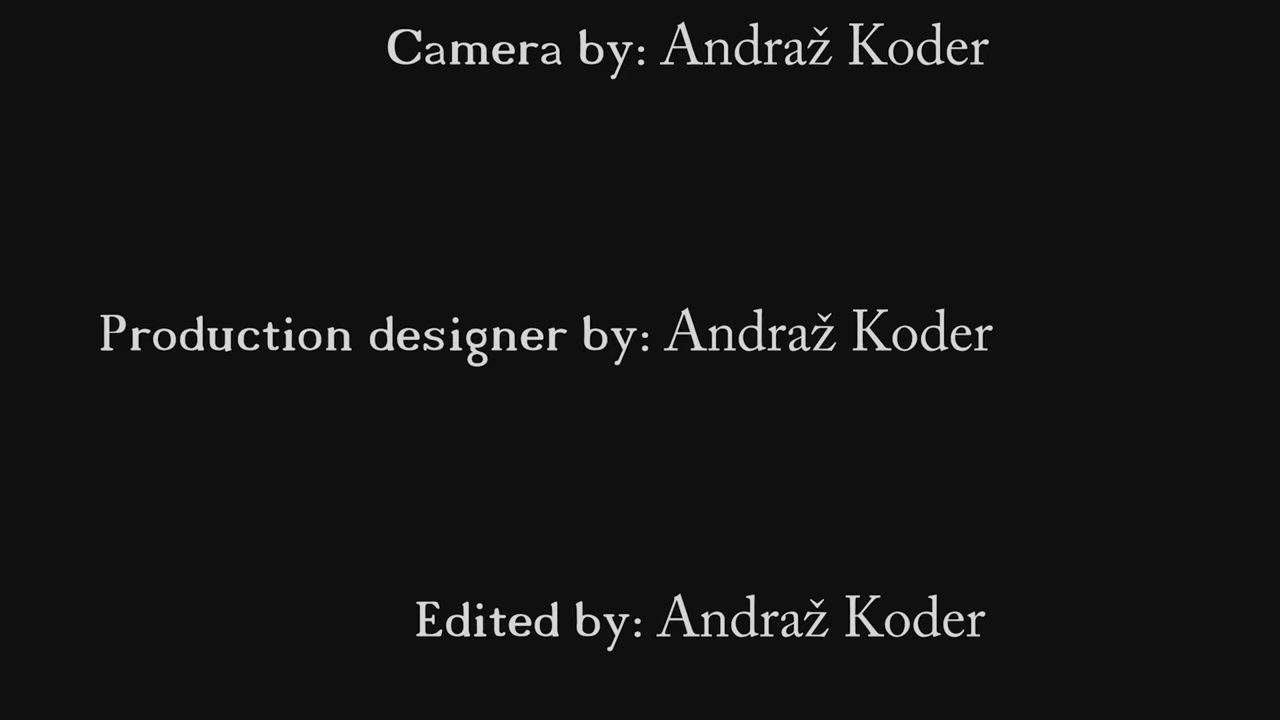 Camera by: Andraž Koder
Production designer by: Andraž Koder
Edited by: Andraž Koder